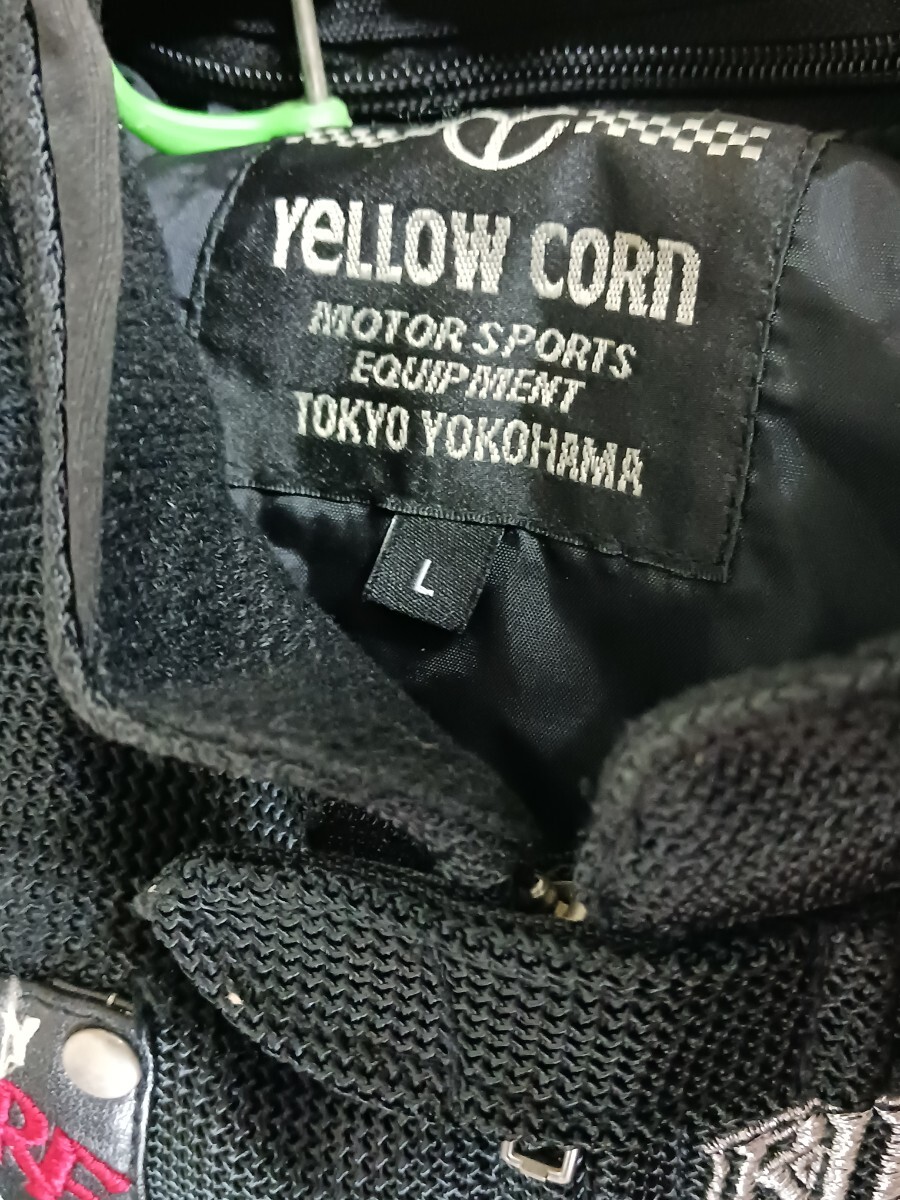 YeLLOW CORn
MOTOR SPORTS
EQUIPMENT
TOKYO YOKOHAMA
L